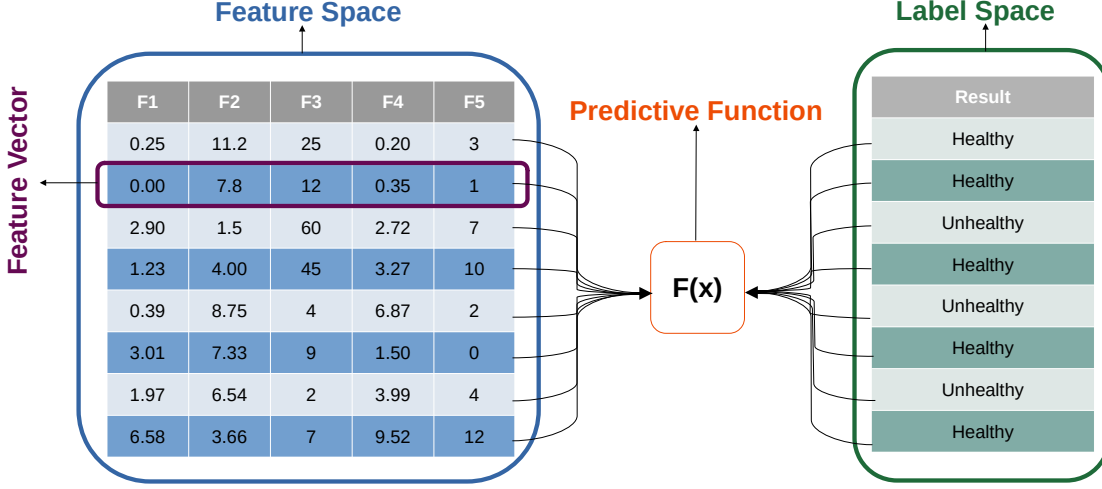 Feature Space
Label Space
Feature Vector
Predictive Function
F1 F2 F3 F4 F5
0.25 11.2 25 0.20 3
0.00 7.8 12 0.35 1
2.90 1.5 60 2.72 7
1.23 4.00 45 3.27 10
0.39 8.75 4 6.87 2
3.01 7.33 9 1.50 0
1.97 6.54 2 3.99 4
6.58 3.66 7 9.52 12
F(x)
Result
Healthy
Healthy
Unhealthy
Healthy
Unhealthy
Healthy
Unhealthy
Healthy